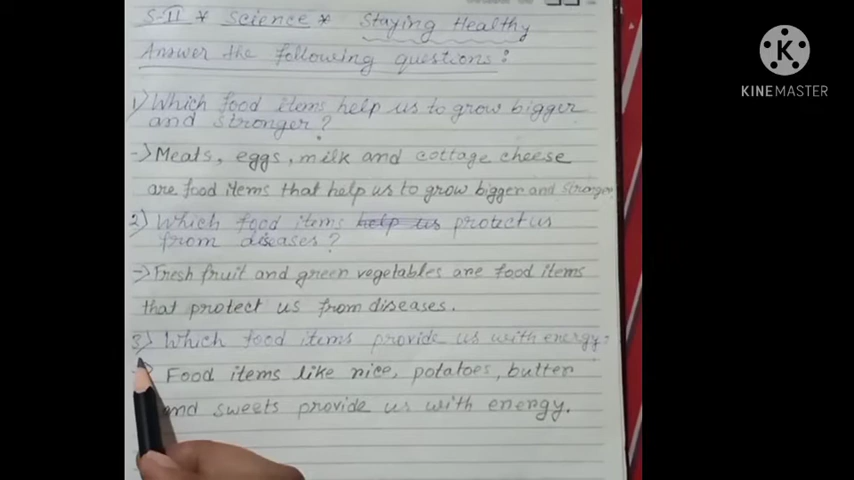 S-II * Science * Staying Healthy
Answer the following questions:
1) Which food items help us to grow bigger
and stronger?
-> Meats, eggs, milk and cottage cheese
are food items that help us to grow bigger and stronger.
2) Which food items help us protect us
from diseases?
-> Fresh fruit and green vegetables are food items
that protect us from diseases.
3) Which food items provide us with energy?
Food items like rice, potatoes, butter
and sweets provide us with energy.
K
KINEMASTER